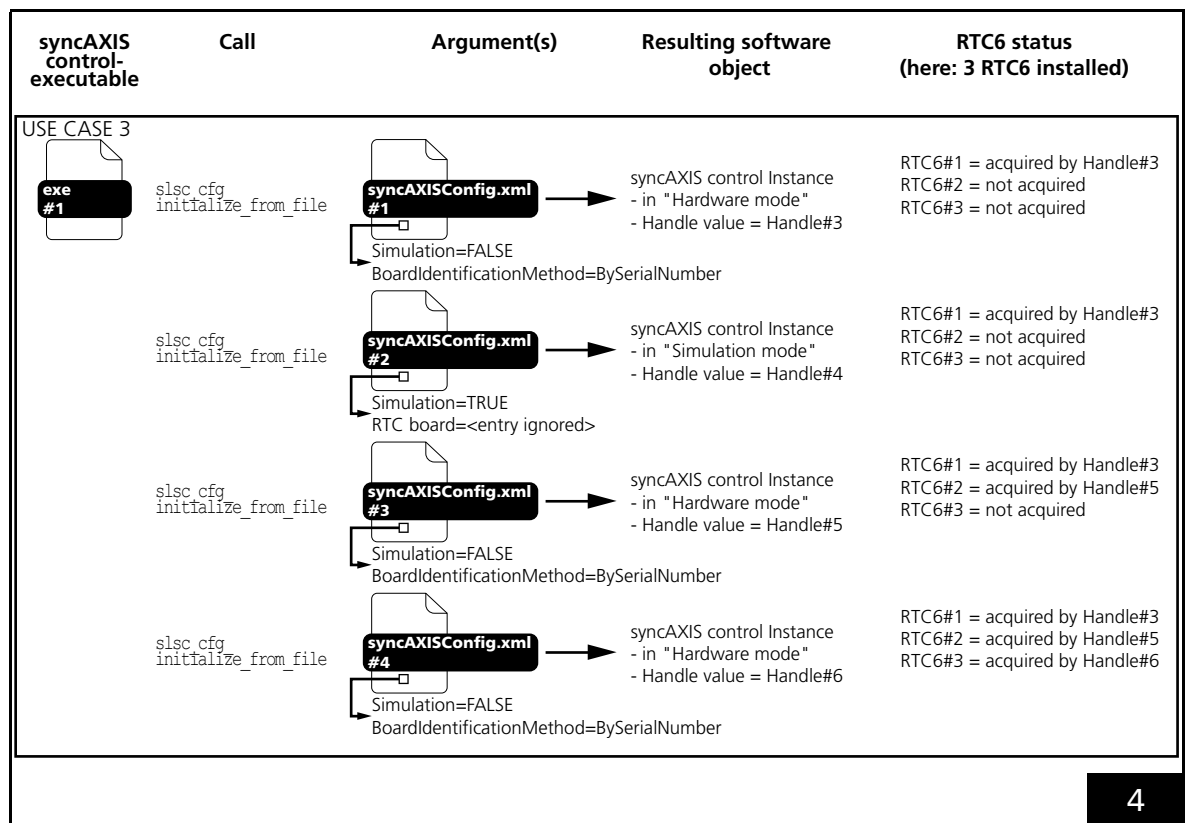 syncAXIS
control-
executable
Call
Argument(s)
Resulting software
object
RTC6 status
(here: 3 RTC6 installed)
USE CASE 3
exe
#1
slsc_cfg_
initialize_from_file
syncAXISConfig.xml
#1
Simulation=FALSE
BoardIdentificationMethod=BySerialNumber
syncAXIS control Instance
- in "Hardware mode"
- Handle value = Handle#3
RTC6#1 = acquired by Handle#3
RTC6#2 = not acquired
RTC6#3 = not acquired
slsc_cfg_
initialize_from_file
syncAXISConfig.xml
#2
Simulation=TRUE
RTC board=<entry ignored>
syncAXIS control Instance
- in "Simulation mode"
- Handle value = Handle#4
RTC6#1 = acquired by Handle#3
RTC6#2 = not acquired
RTC6#3 = not acquired
slsc_cfg_
initialize_from_file
syncAXISConfig.xml
#3
Simulation=FALSE
BoardIdentificationMethod=BySerialNumber
syncAXIS control Instance
- in "Hardware mode"
- Handle value = Handle#5
RTC6#1 = acquired by Handle#3
RTC6#2 = acquired by Handle#5
RTC6#3 = not acquired
slsc_cfg_
initialize_from_file
syncAXISConfig.xml
#4
Simulation=FALSE
BoardIdentificationMethod=BySerialNumber
syncAXIS control Instance
- in "Hardware mode"
- Handle value = Handle#6
RTC6#1 = acquired by Handle#3
RTC6#2 = acquired by Handle#5
RTC6#3 = acquired by Handle#6
4